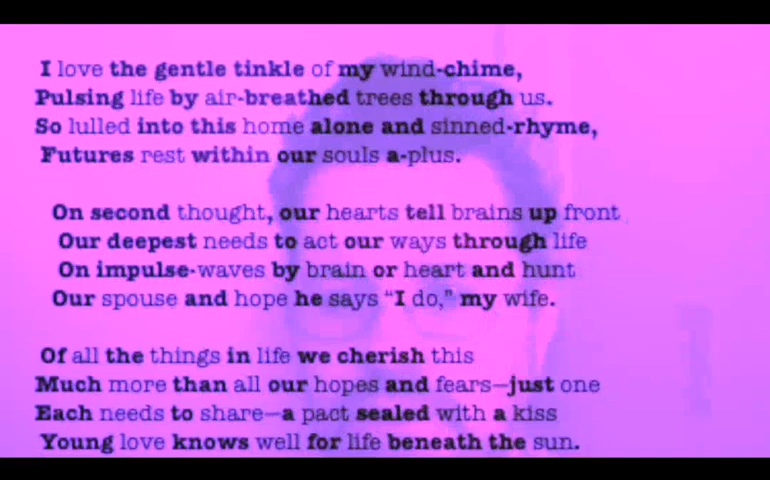 I love the gentle tinkle of my wind-chime,
Pulsing life by air-breathed trees through us.
So lulled into this home alone and sinned-rhyme,
Futures rest within our souls a-plus.
On second thought, our hearts tell brains up front
Our deepest needs to act our ways through life
On impulse-waves by brain or heart and hunt
Our spouse and hope he says “I do,” my wife.
Of all the things in life we cherish this
Much more than all our hopes and fears—just one
Each needs to share—a pact sealed with a kiss
Young love knows well for life beneath the sun.